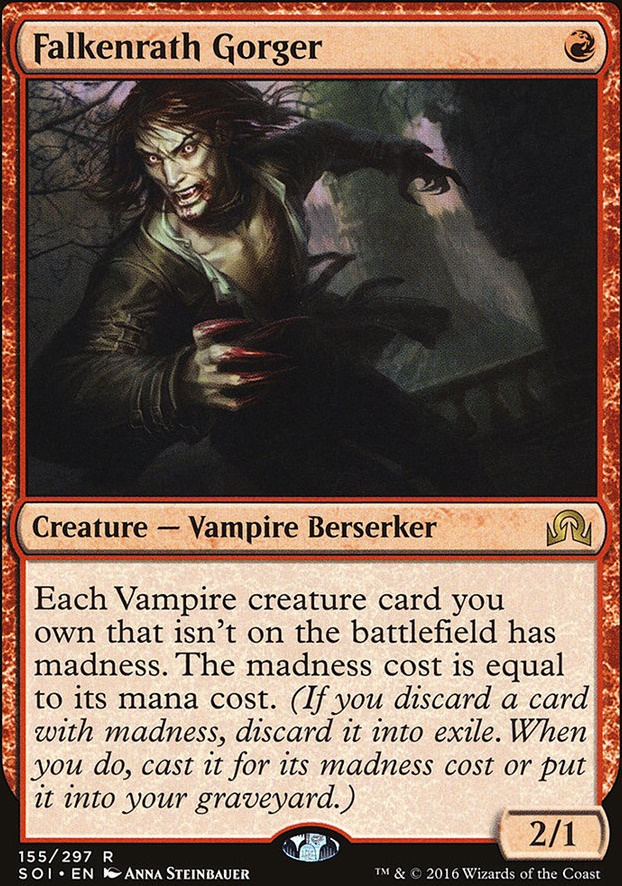 Falkenrath Gorger
Creature — Vampire Berserker
Each Vampire creature card you
own that isn't on the battlefield has
madness. The madness cost is equal
to its mana cost. (If you discard a card
with madness, discard it into exile. When
you do, cast it for its madness cost or put
it into your graveyard.)
2/1
155/297 R
SOI • EN Anna Steinbauer
™ & © 2016 Wizards of the Coast